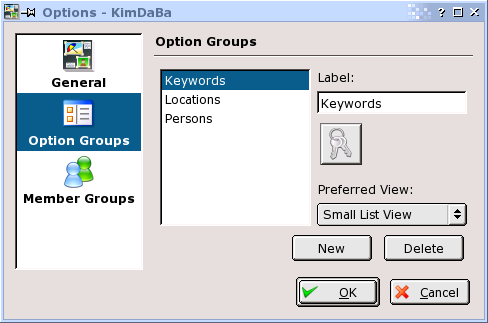 Options - KimDaBa
General
Option Groups
Member Groups
Option Groups
Keywords
Locations
Persons
Label:
Keywords
Preferred View:
Small List View
New
Delete
OK
Cancel